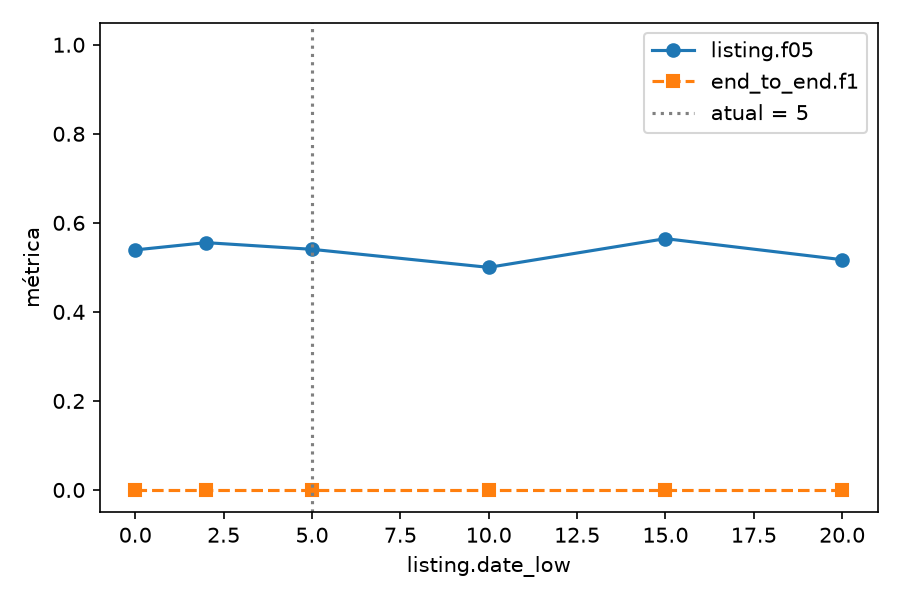 listing.f05
end_to_end.f1
atual = 5
1.0
0.8
0.6
0.4
0.2
0.0
métrica
0.0 2.5 5.0 7.5 10.0 12.5 15.0 17.5 20.0
listing.date_low